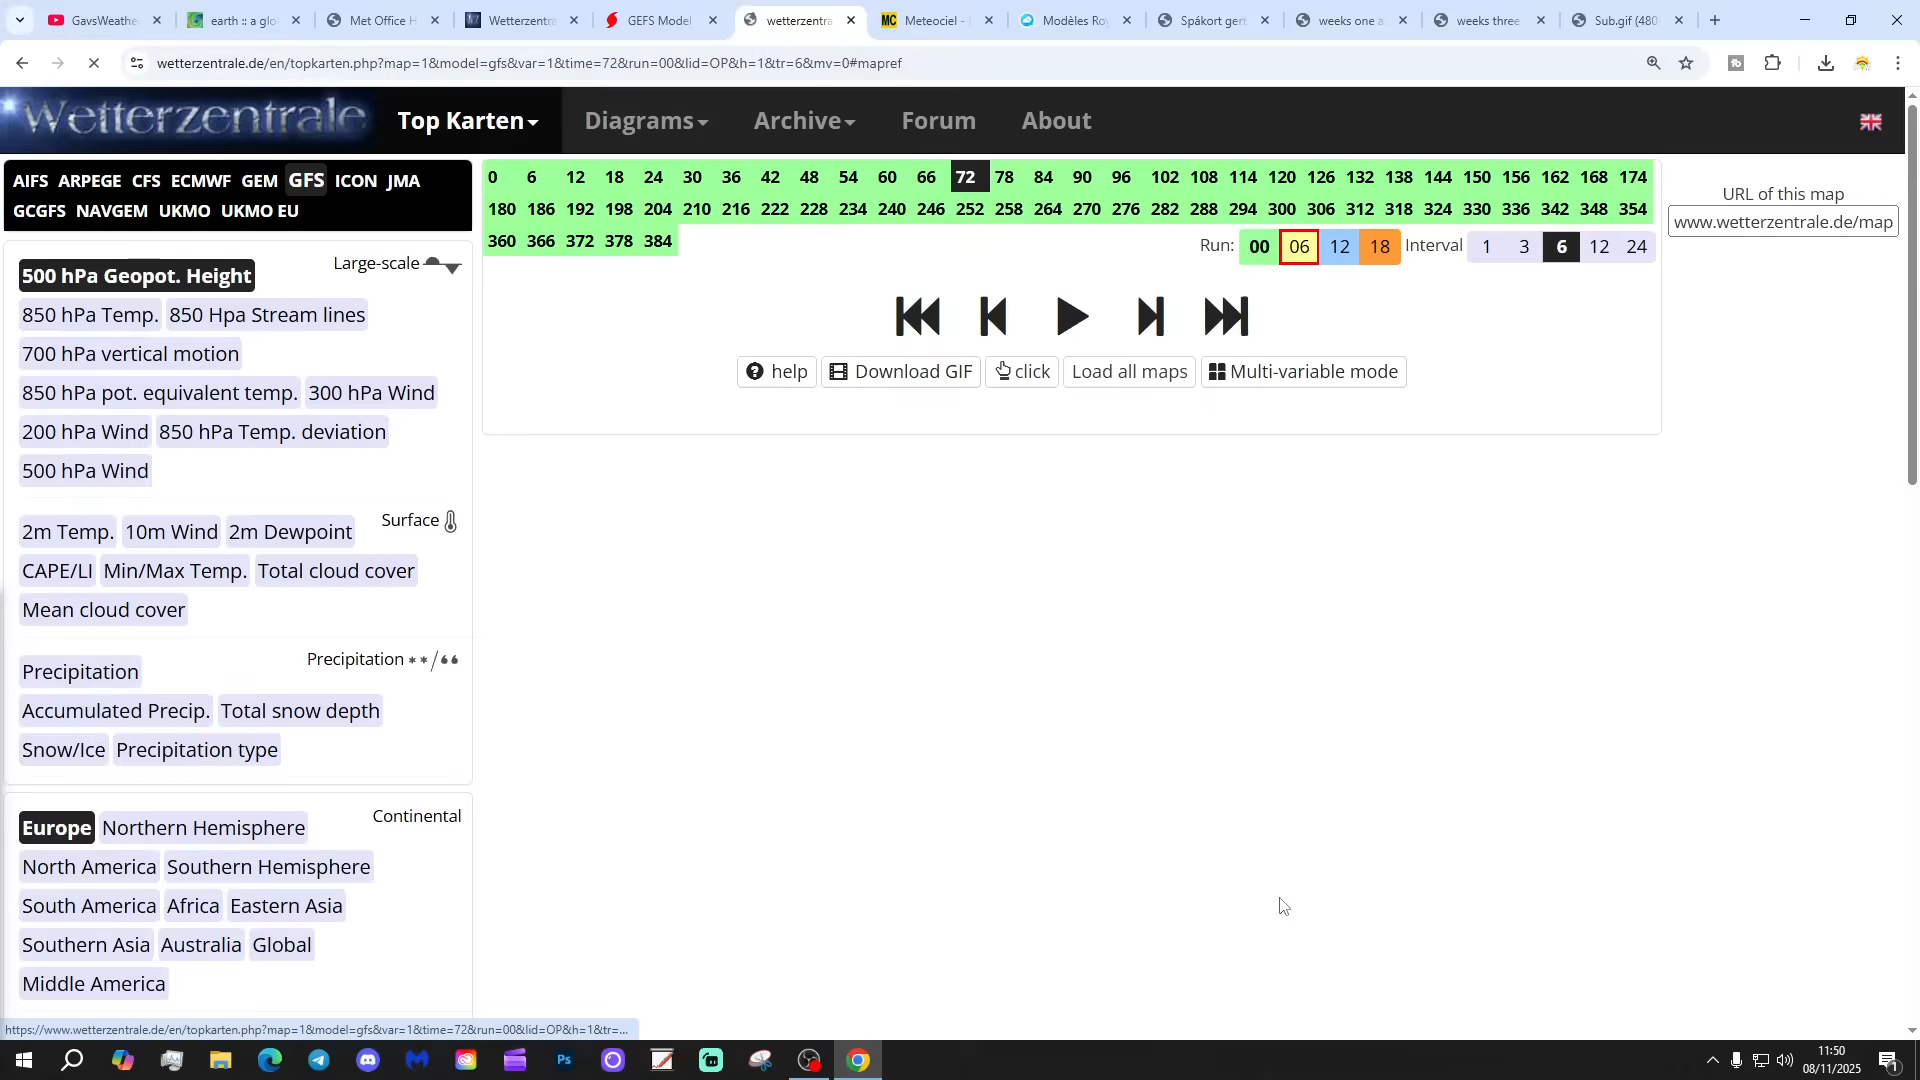 GavsWeathe
earth :: a glo
Met Office H
Wetterzentra
GEFS Model
wetterzentra
MC Meteociel -
Modèles Roy
Spákort gert
weeks one a
weeks three
Sub.gif (480
wetterzentrale.de/en/topkarten.php?map=1&model=gfs&var=1&time=72&run=00&lid=OP&h=1&tr=6&mv=0#mapref
Wetterzentrale Top Karten Diagrams Archive Forum About
AIFS ARPEGE CFS ECMWF GEM GFS ICON JMA
GCGFS NAVGEM UKMO UKMO EU
0 6 12 18 24 30 36 42 48 54 60 66 72 78 84 90 96 102 108 114 120 126 132 138 144 150 156 162 168 174
180 186 192 198 204 210 216 222 228 234 240 246 252 258 264 270 276 282 288 294 300 306 312 318 324 330 336 342 348 354
360 366 372 378 384
Run: 00 06 12 18 Interval 1 3 6 12 24
URL of this map
www.wetterzentrale.de/map
help Download GIF click Load all maps Multi-variable mode
Large-scale
500 hPa Geopot. Height
850 hPa Temp. 850 Hpa Stream lines
700 hPa vertical motion
850 hPa pot. equivalent temp. 300 hPa Wind
200 hPa Wind 850 hPa Temp. deviation
500 hPa Wind
Surface
2m Temp. 10m Wind 2m Dewpoint
CAPE/LI Min/Max Temp. Total cloud cover
Mean cloud cover
Precipitation **/
Precipitation
Accumulated Precip. Total snow depth
Snow/Ice Precipitation type
Continental
Europe Northern Hemisphere
North America Southern Hemisphere
South America Africa Eastern Asia
Southern Asia Australia Global
Middle America
https://www.wetterzentrale.de/en/topkarten.php?map=1&model=gfs&var=1&time=72&run=00&lid=OP&h=1&tr=...
Ps
11:50
08/11/2025
1